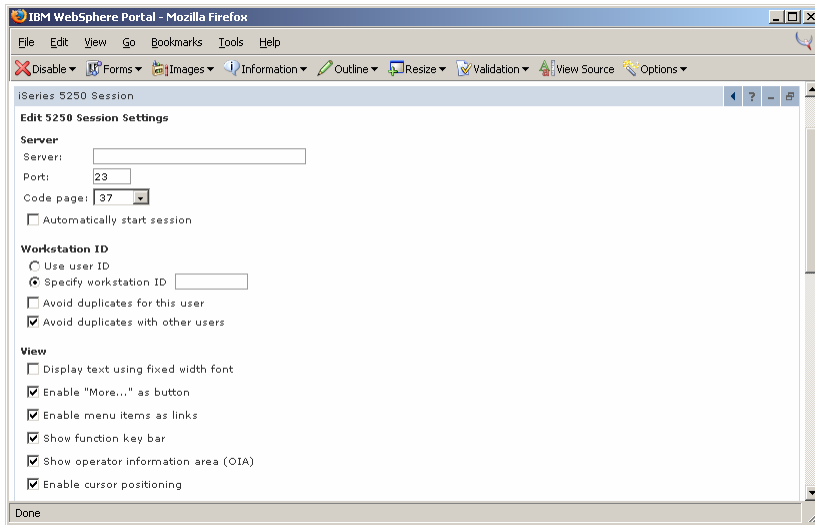 IBM WebSphere Portal - Mozilla Firefox
File Edit View Go Bookmarks Tools Help
Disable Forms Images Information Outline Resize Validation View Source Options
iSeries 5250 Session ?
Edit 5250 Session Settings
Server
Server:
Port: 23
Code page: 37
Automatically start session
Workstation ID
Use user ID
Specify workstation ID
Avoid duplicates for this user
Avoid duplicates with other users
View
Display text using fixed width font
Enable "More..." as button
Enable menu items as links
Show function key bar
Show operator information area (OIA)
Enable cursor positioning
Done